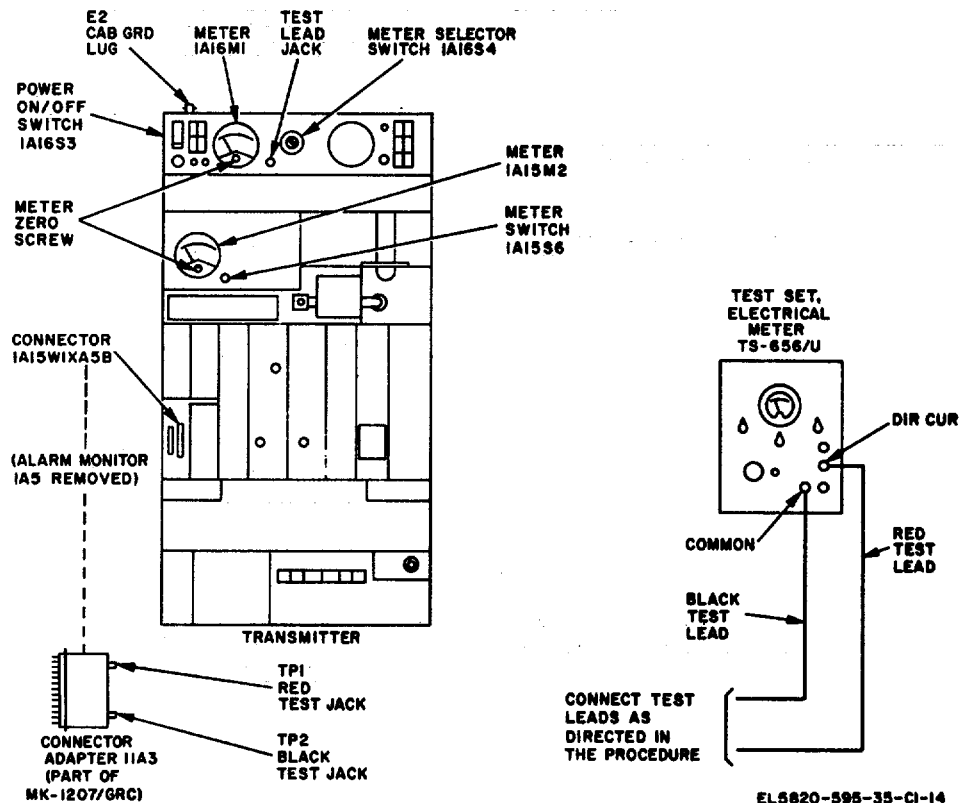 E2
CAB GRD
LUG
METER
1A16M1
TEST
LEAD
JACK
METER SELECTOR
SWITCH 1A16S4
POWER
ON/OFF
SWITCH
1A16S3
METER
1A15M2
METER
ZERO
SCREW
METER
SWITCH
1A15S6
CONNECTOR
1A15W1XA5B
(ALARM MONITOR
1A5 REMOVED)
TRANSMITTER
TP1
RED
TEST JACK
TP2
BLACK
TEST JACK
CONNECTOR
ADAPTER 11A3
(PART OF
MK-1207/GRC)
TEST SET,
ELECTRICAL
METER
TS-656/U
DIR CUR
COMMON
RED
TEST
LEAD
BLACK
TEST
LEAD
CONNECT TEST
LEADS AS
DIRECTED IN
THE PROCEDURE
EL5820-595-35-C1-14